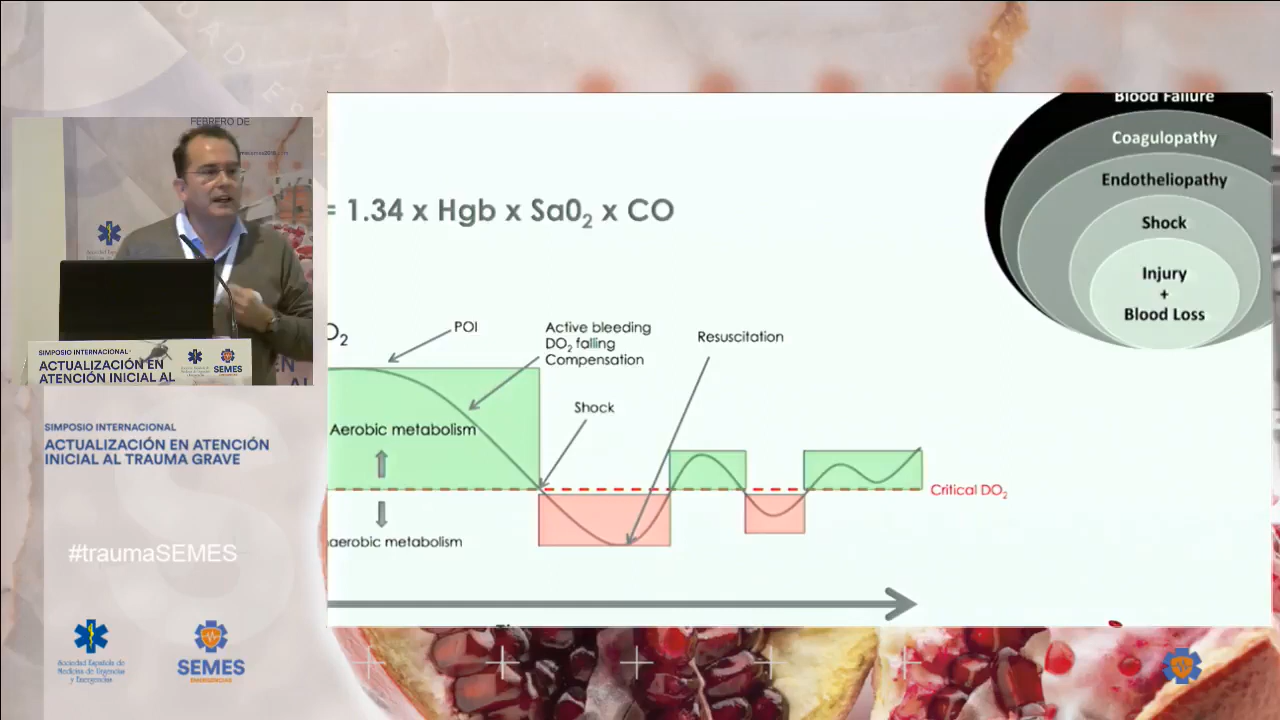 FEBRERO DE
SIMPOSIO INTERNACIONAL
ACTUALIZACIÓN EN
ATENCIÓN INICIAL AL
SEMES
SIMPOSIO INTERNACIONAL
ACTUALIZACIÓN EN ATENCIÓN
INICIAL AL TRAUMA GRAVE
#traumaSEMES
Sociedad Española de
Medicina de Urgencias
y Emergencias
SEMES
EMERGENCIAS
= 1.34 x Hgb x Sa0₂ x CO
Blood Failure
Coagulopathy
Endotheliopathy
Shock
Injury
+
Blood Loss
O₂
POI
Active bleeding
DO₂ falling
Compensation
Resuscitation
Shock
Aerobic metabolism
Critical DO₂
aerobic metabolism